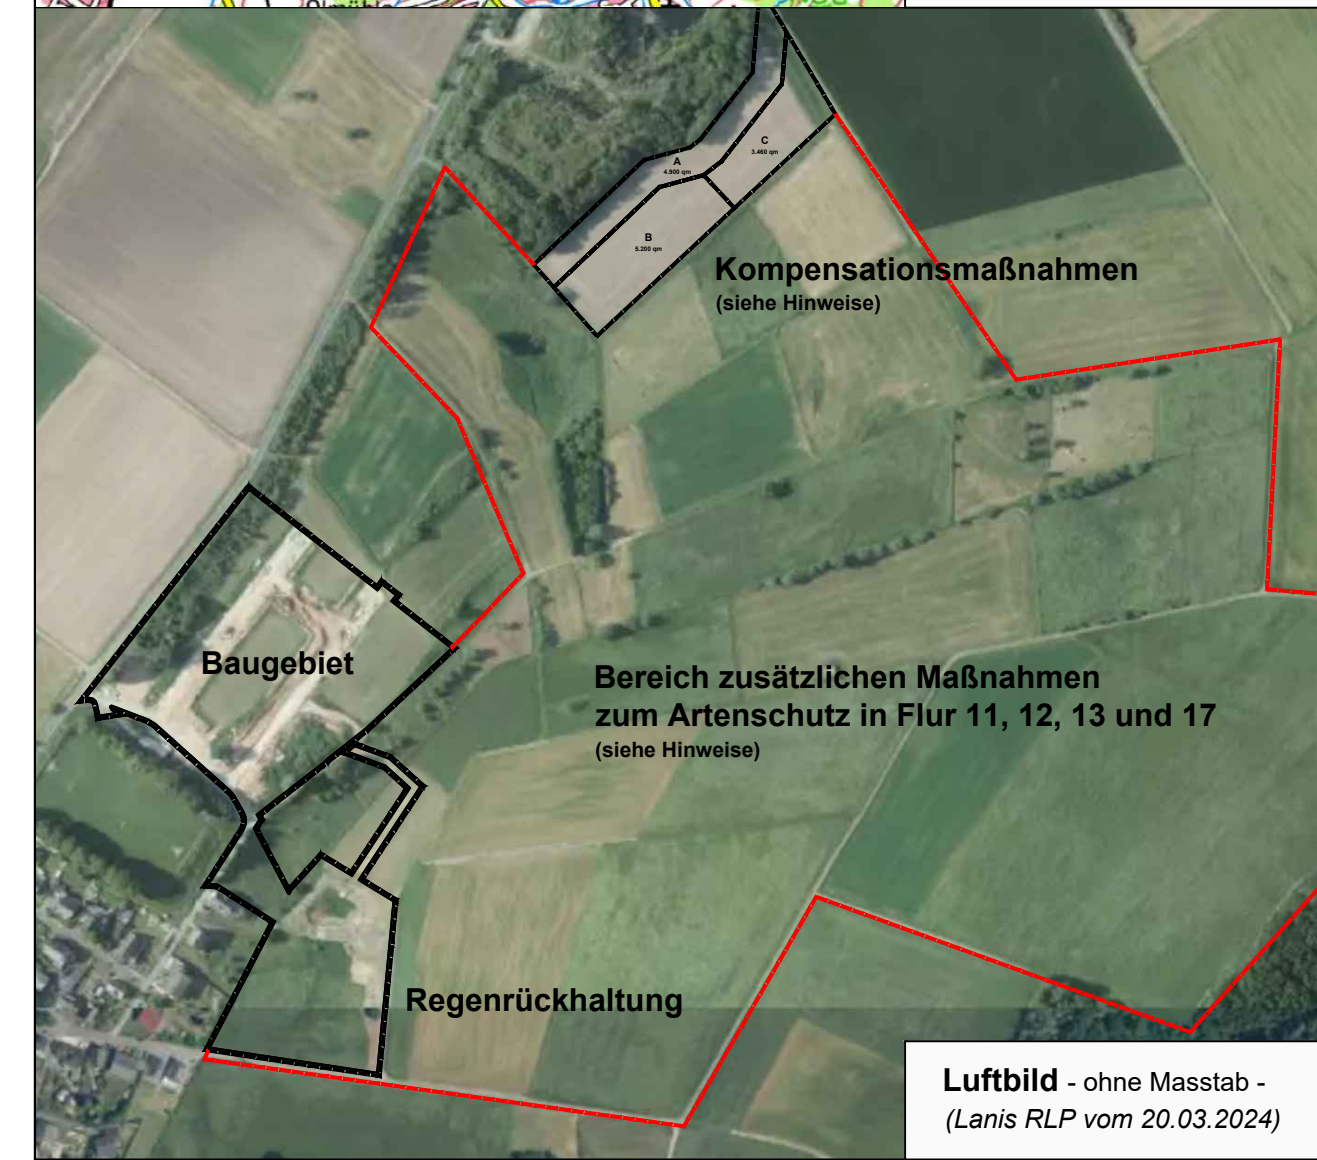 A
4.900 qm
C
3.460 qm
B
5.200 qm
Kompensationsmaßnahmen
(siehe Hinweise)
Baugebiet
Bereich zusätzlichen Maßnahmen
zum Artenschutz in Flur 11, 12, 13 und 17
(siehe Hinweise)
Regenrückhaltung
Luftbild - ohne Masstab -
(Lanis RLP vom 20.03.2024)